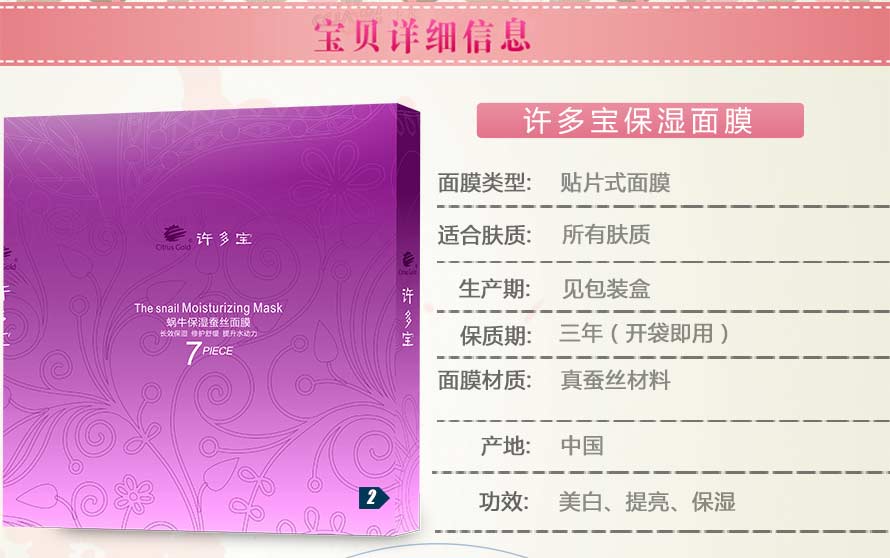 宝贝详细信息
许多宝保湿面膜
Citrus Gold
许多宝
The snail Moisturizing Mask
蜗牛保湿蚕丝面膜
长效保湿 修护舒缓 提升水动力
7 PIECE
许多宝
2
面膜类型: 贴片式面膜
适合肤质: 所有肤质
生产期: 见包装盒
保质期: 三年(开袋即用)
面膜材质: 真蚕丝材料
产地: 中国
功效: 美白、提亮、保湿